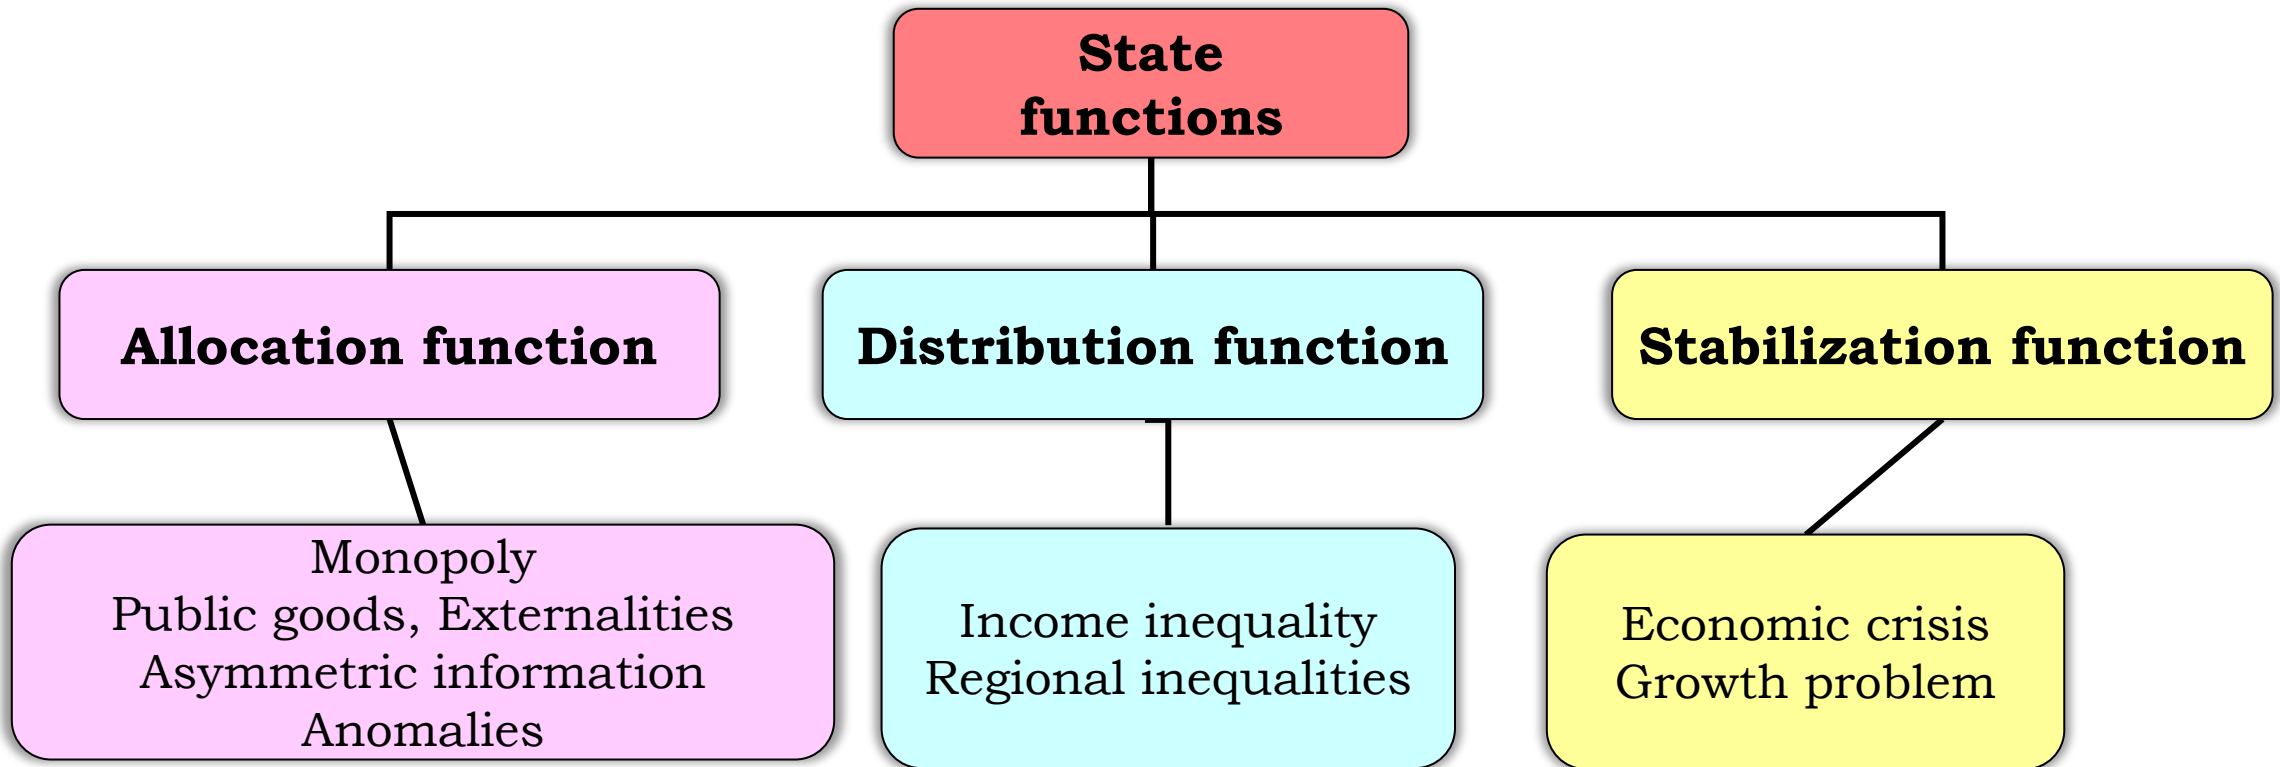 State
functions
Allocation function
Distribution function
Stabilization function
Monopoly
Public goods, Externalities
Asymmetric information
Anomalies
Income inequality
Regional inequalities
Economic crisis
Growth problem